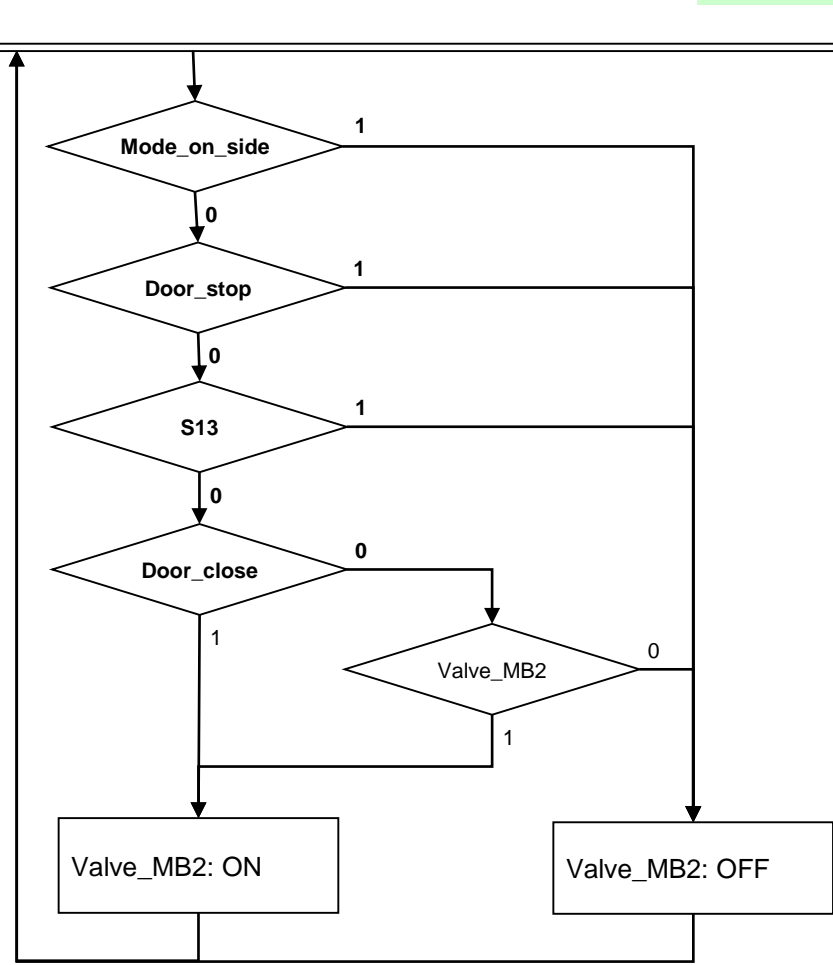 1
Mode_on_side
0
1
Door_stop
0
1
S13
0
0
Door_close
1
0
Valve_MB2
1
Valve_MB2: ON
Valve_MB2: OFF